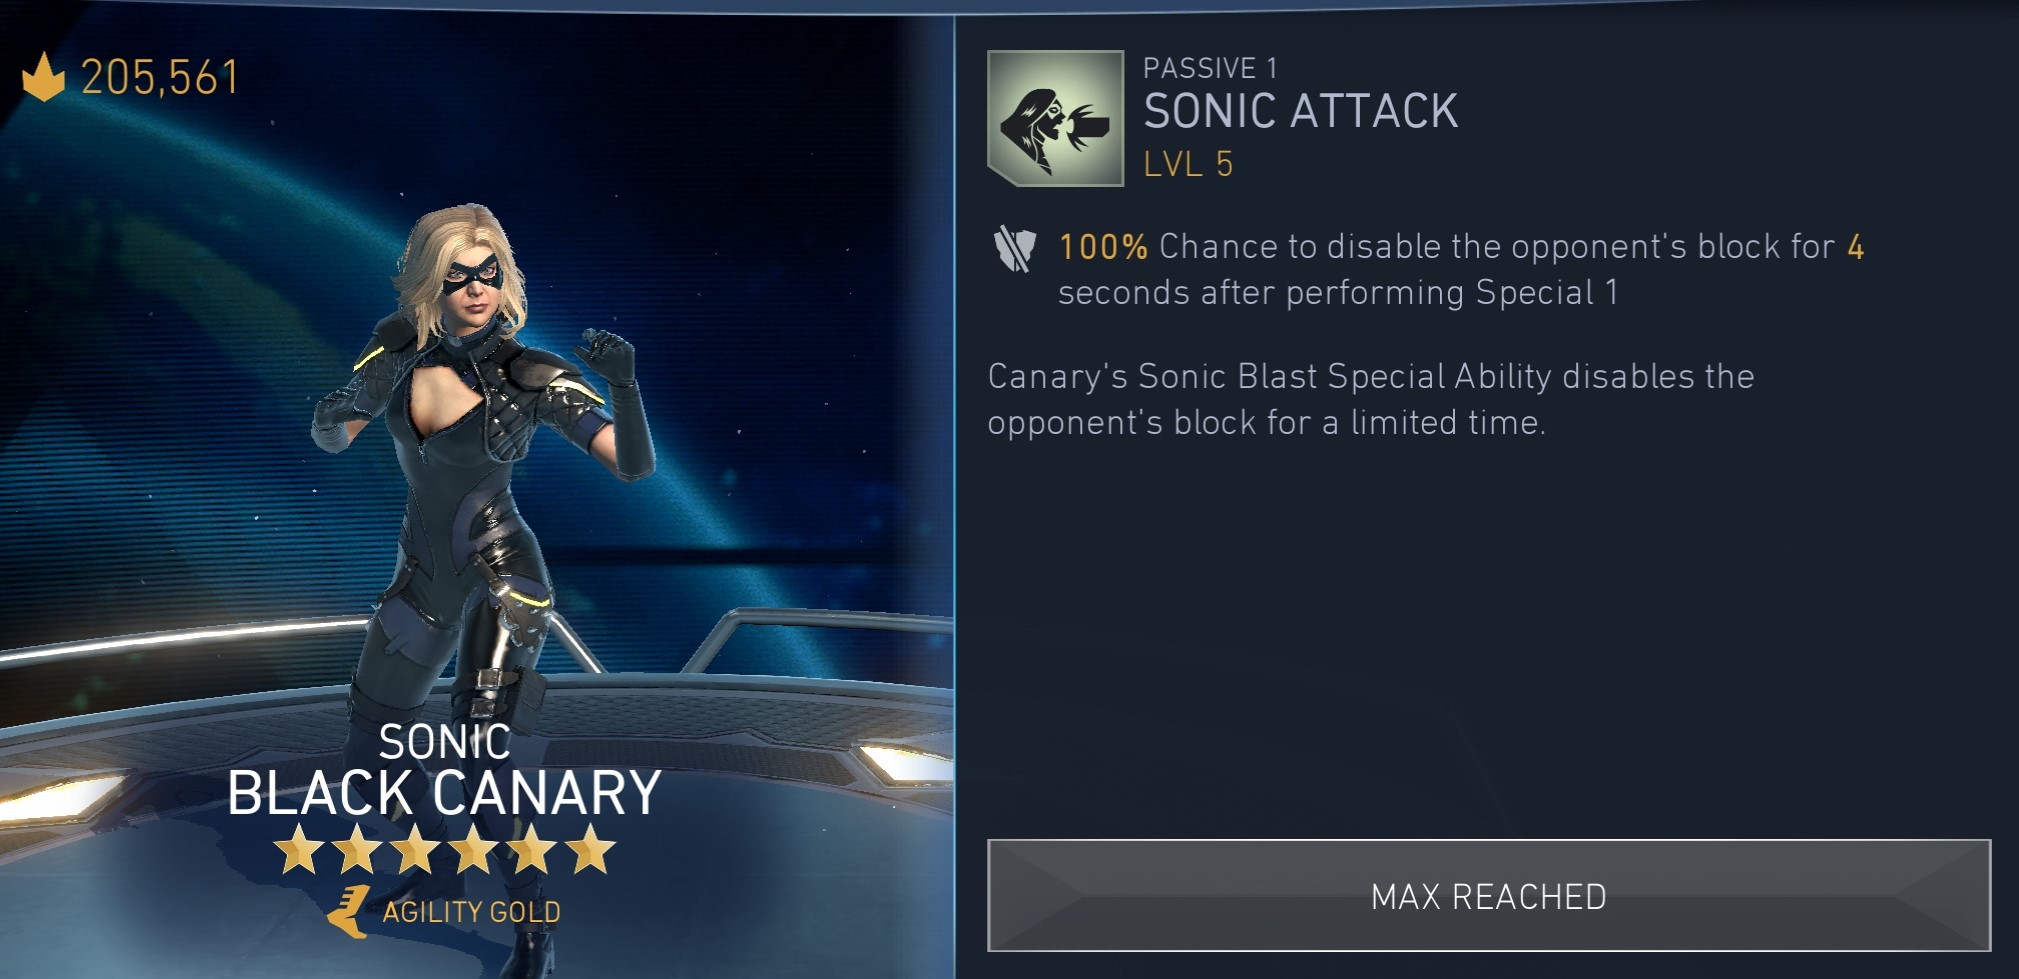 205,561
SONIC
BLACK CANARY
AGILITY GOLD
PASSIVE 1
SONIC ATTACK
LVL 5
100% Chance to disable the opponent's block for 4
seconds after performing Special 1
Canary's Sonic Blast Special Ability disables the
opponent's block for a limited time.
MAX REACHED